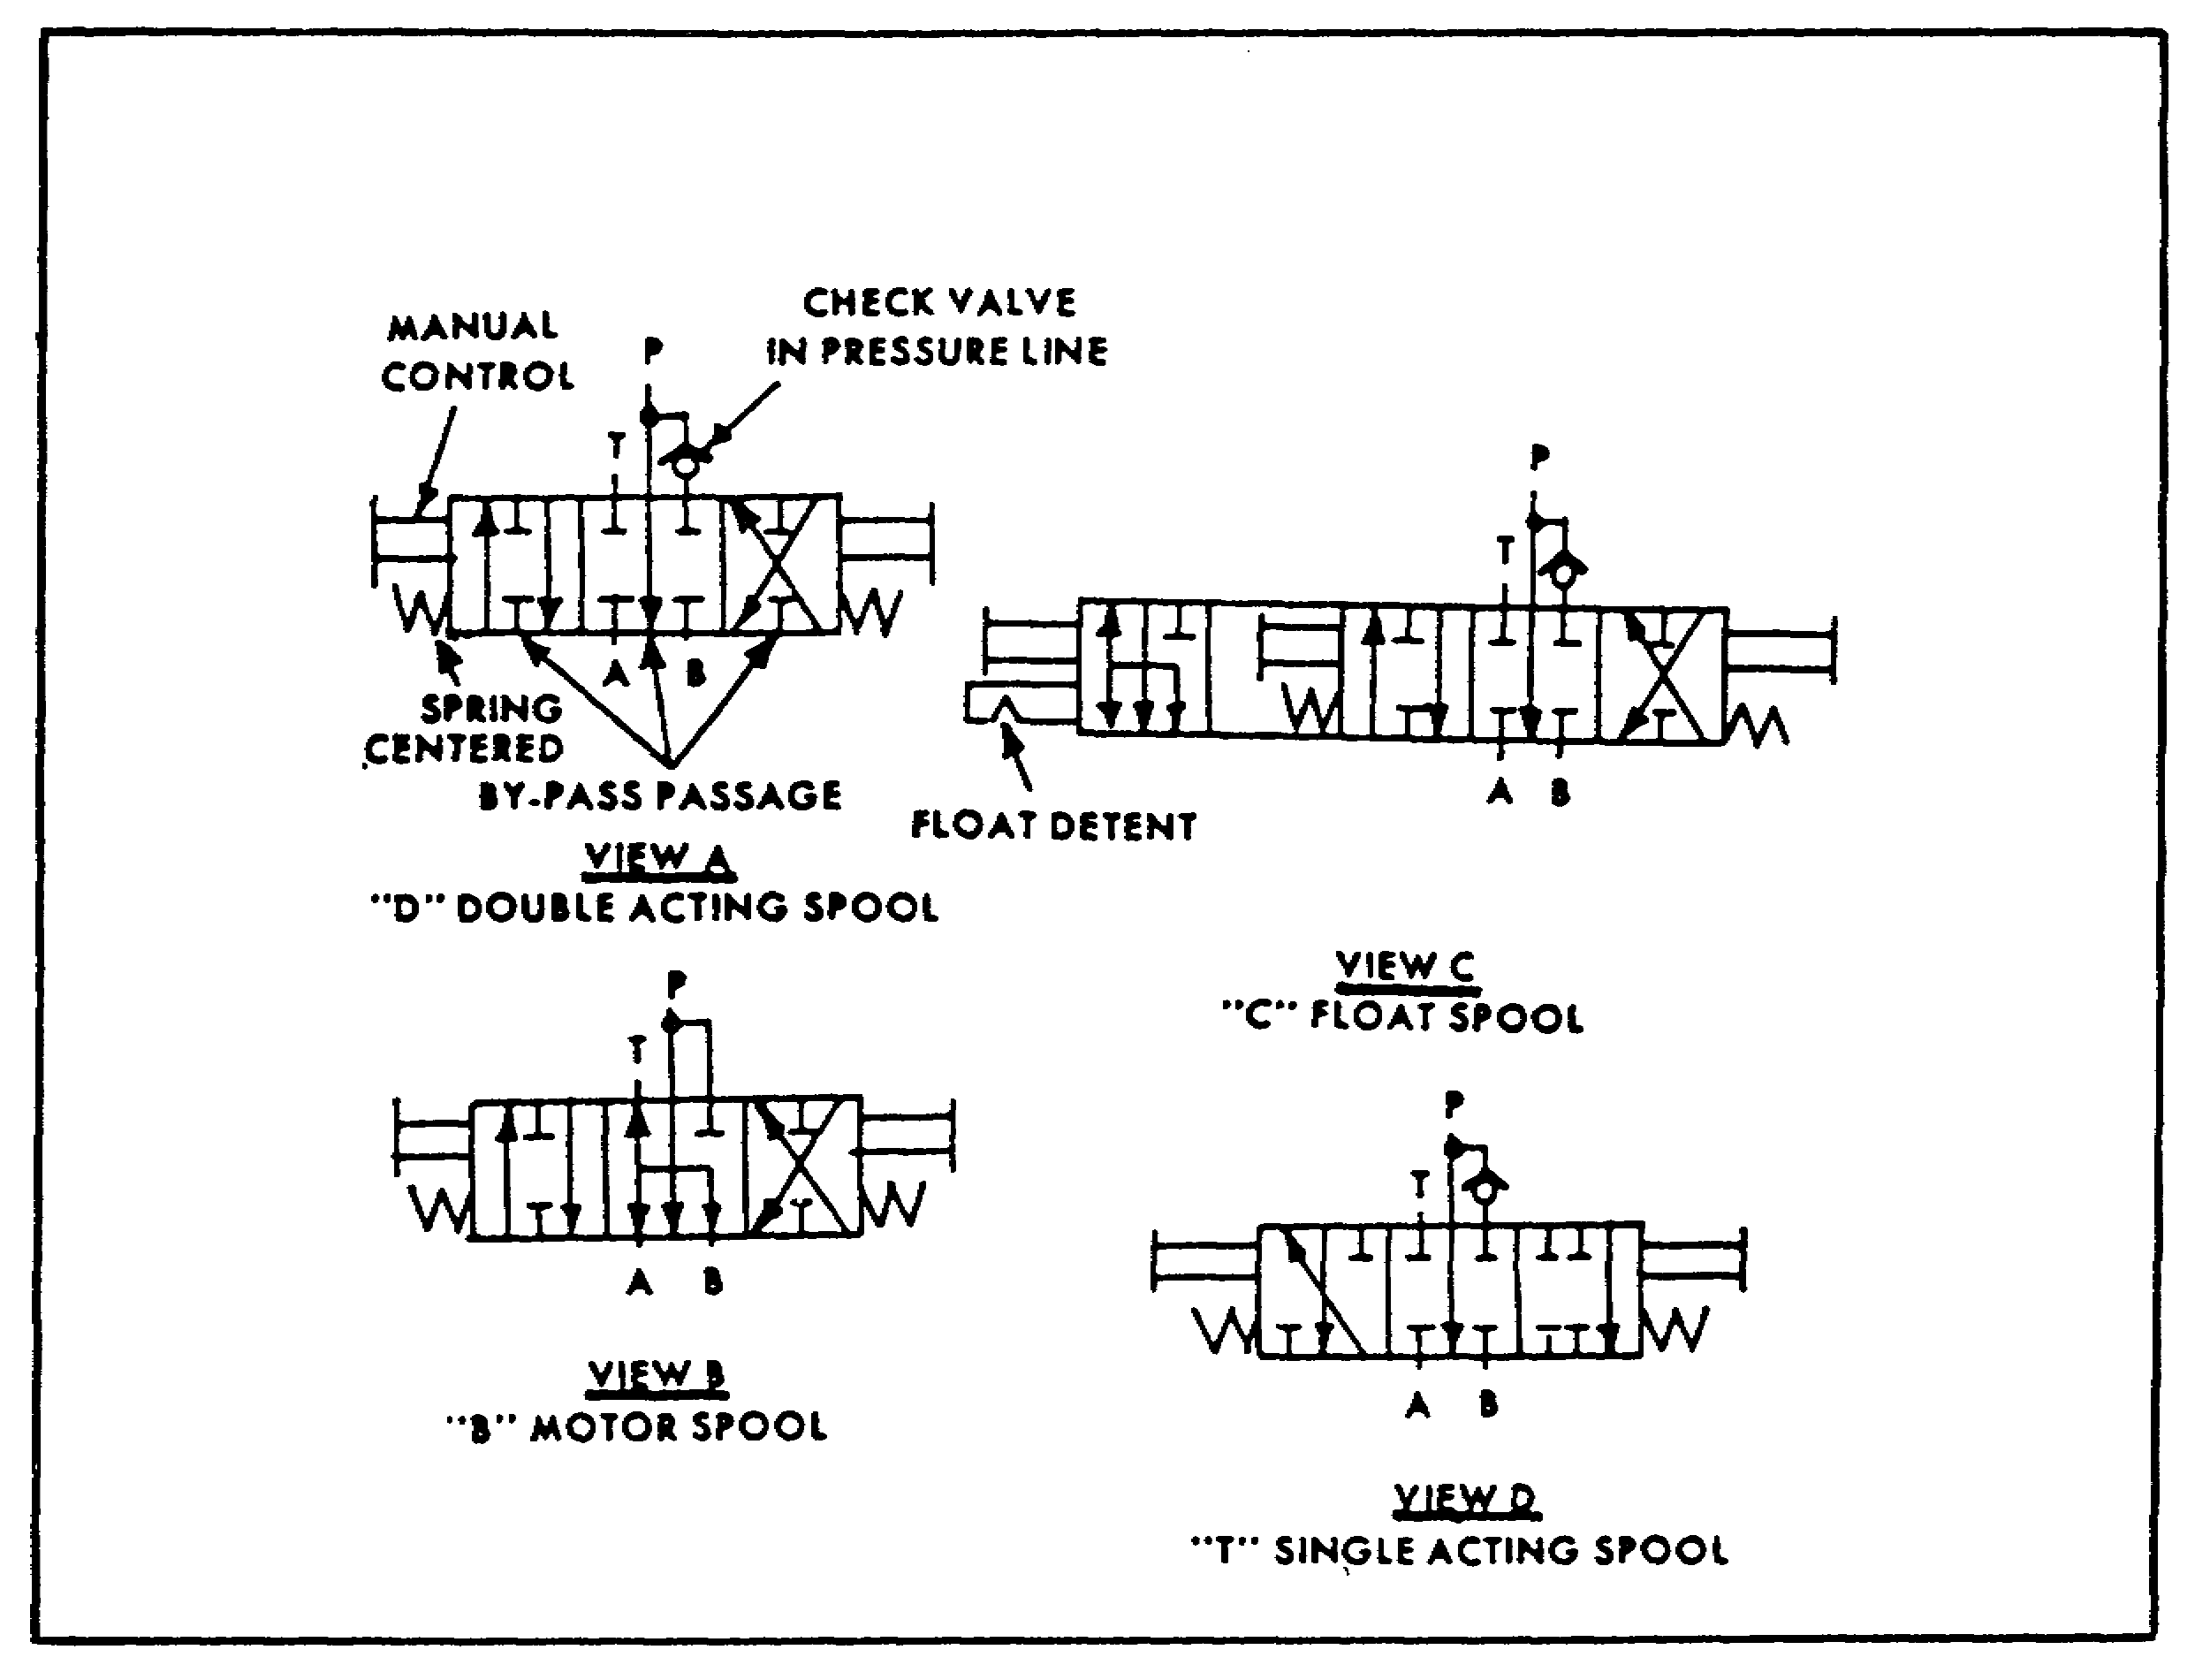 MANUAL
CONTROL
CHECK VALVE
IN PRESSURE LINE
P
T
A
B
SPRING
CENTERED
BY-PASS PASSAGE
VIEW A
"D" DOUBLE ACTING SPOOL
P
T
A
B
FLOAT DETENT
VIEW C
"C" FLOAT SPOOL
P
T
A
B
VIEW B
"B" MOTOR SPOOL
P
T
A
B
VIEW D
"T" SINGLE ACTING SPOOL